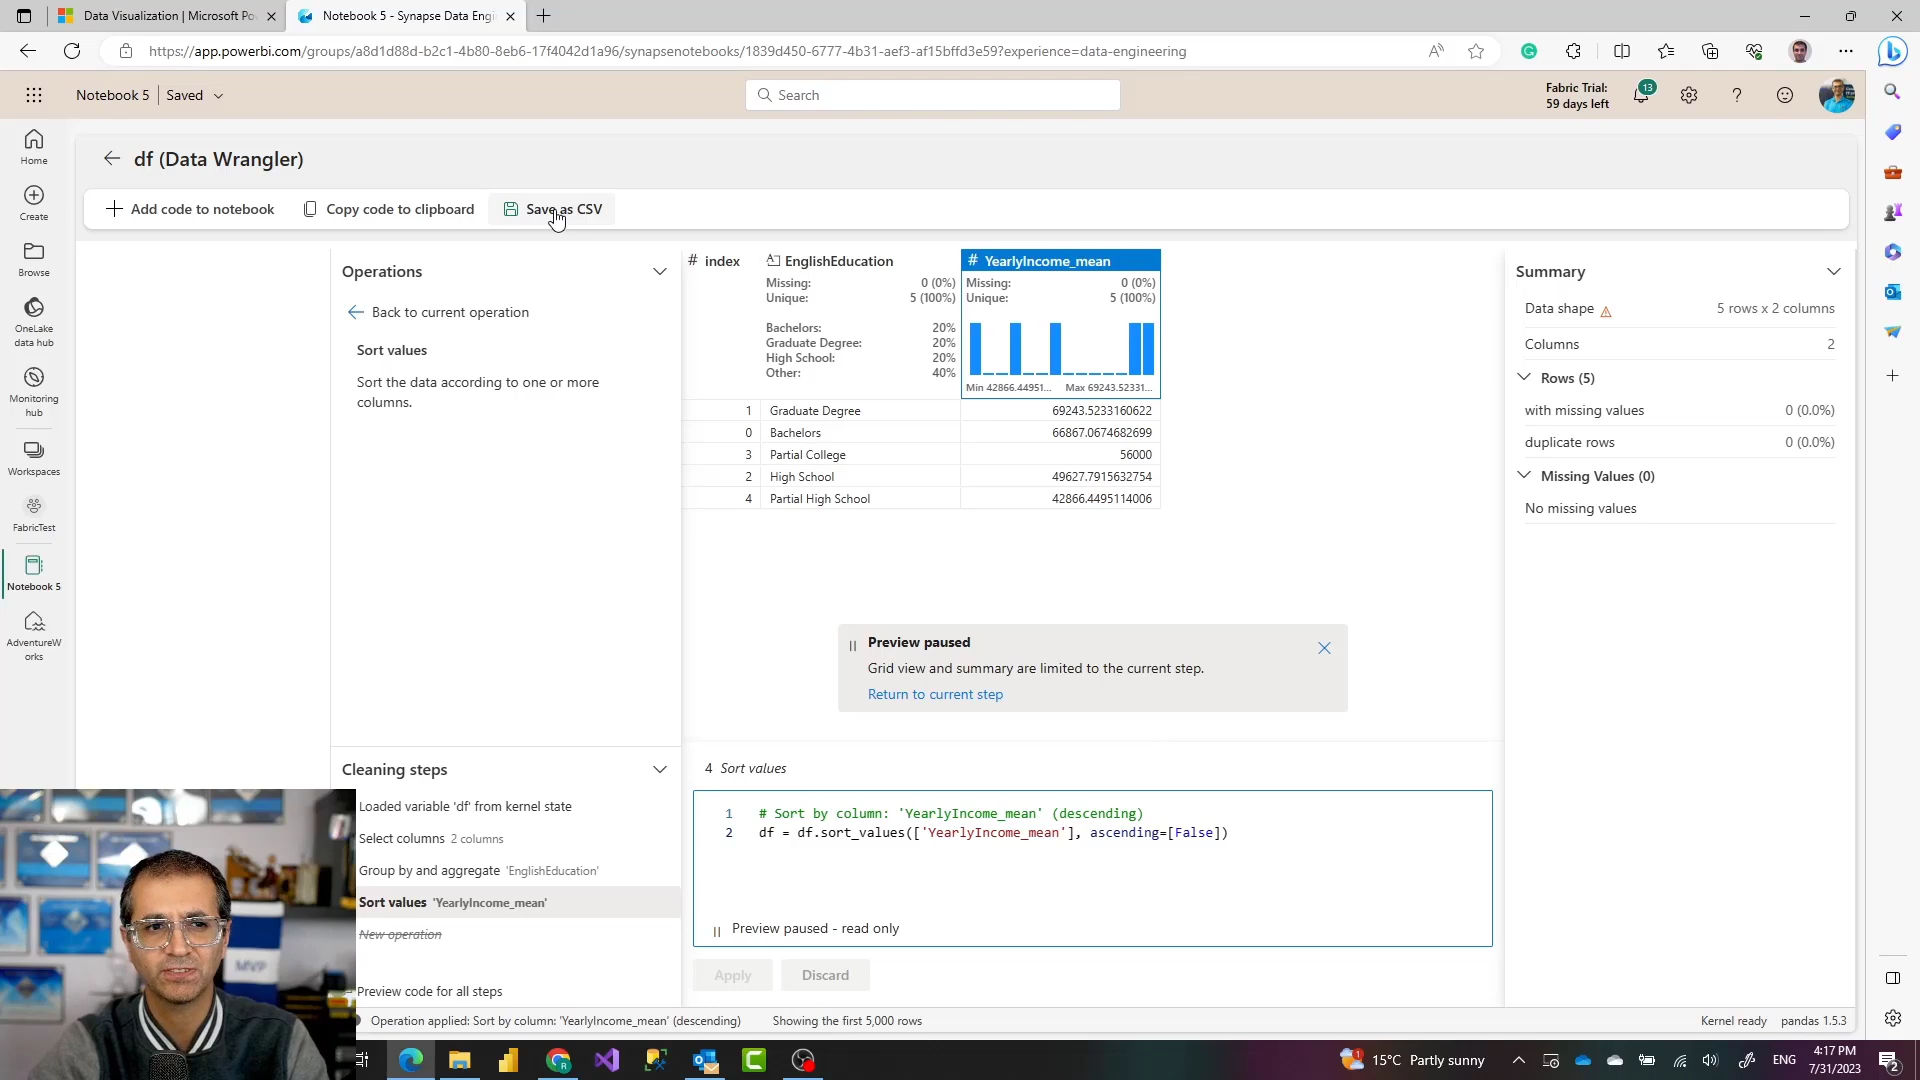 Data Visualization | Microsoft Po
Notebook 5 - Synapse Data Engi
https://app.powerbi.com/groups/a8d1d88d-b2c1-4b80-8eb6-17f4042d1a96/synapsenotebooks/1839d450-6777-4b31-aef3-af15bffd3e59?experience=data-engineering
Notebook 5 | Saved
Search
Fabric Trial:
59 days left
13
Home
Create
Browse
OneLake
data hub
Monitoring
hub
Workspaces
FabricTest
Notebook 5
AdventureW
orks
df (Data Wrangler)
Add code to notebook
Copy code to clipboard
Save as CSV
Operations
Back to current operation
Sort values
Sort the data according to one or more
columns.
# index
EnglishEducation
Missing: 0 (0%)
Unique: 5 (100%)
Bachelors: 20%
Graduate Degree: 20%
High School: 20%
Other: 40%
# YearlyIncome_mean
Missing: 0 (0%)
Unique: 5 (100%)
Min 42866.44951... Max 69243.52331...
1 Graduate Degree 69243.5233160622
0 Bachelors 66867.0674682699
3 Partial College 56000
2 High School 49627.7915632754
4 Partial High School 42866.4495114006
Preview paused
Grid view and summary are limited to the current step.
Return to current step
Summary
Data shape 5 rows x 2 columns
Columns 2
Rows (5)
with missing values 0 (0.0%)
duplicate rows 0 (0.0%)
Missing Values (0)
No missing values
Cleaning steps
Loaded variable 'df' from kernel state
Select columns 2 columns
Group by and aggregate 'EnglishEducation'
Sort values 'YearlyIncome_mean'
New operation
Preview code for all steps
4 Sort values
1 # Sort by column: 'YearlyIncome_mean' (descending)
2 df = df.sort_values(['YearlyIncome_mean'], ascending=[False])
Preview paused - read only
Apply
Discard
Operation applied: Sort by column: 'YearlyIncome_mean' (descending)
Showing the first 5,000 rows
Kernel ready
pandas 1.5.3
MVP
1
15°C Partly sunny
ENG
4:17 PM
7/31/2023
2